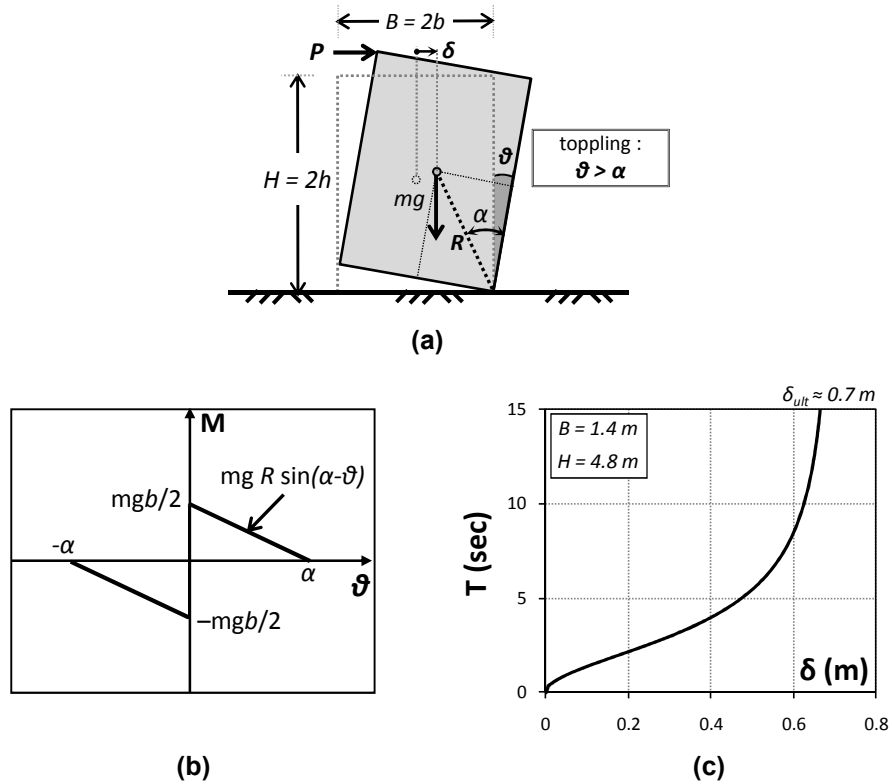 B = 2b
P
δ
H = 2h
ϑ
toppling :
ϑ > α
mg
α
R
(a)
M
mg R sin(α-ϑ)
mgb/2
-α
α
ϑ
–mgb/2
(b)
δult ≈ 0.7 m
15
B = 1.4 m
H = 4.8 m
10
T (sec)
5
δ (m)
0
0 0.2 0.4 0.6 0.8
(c)